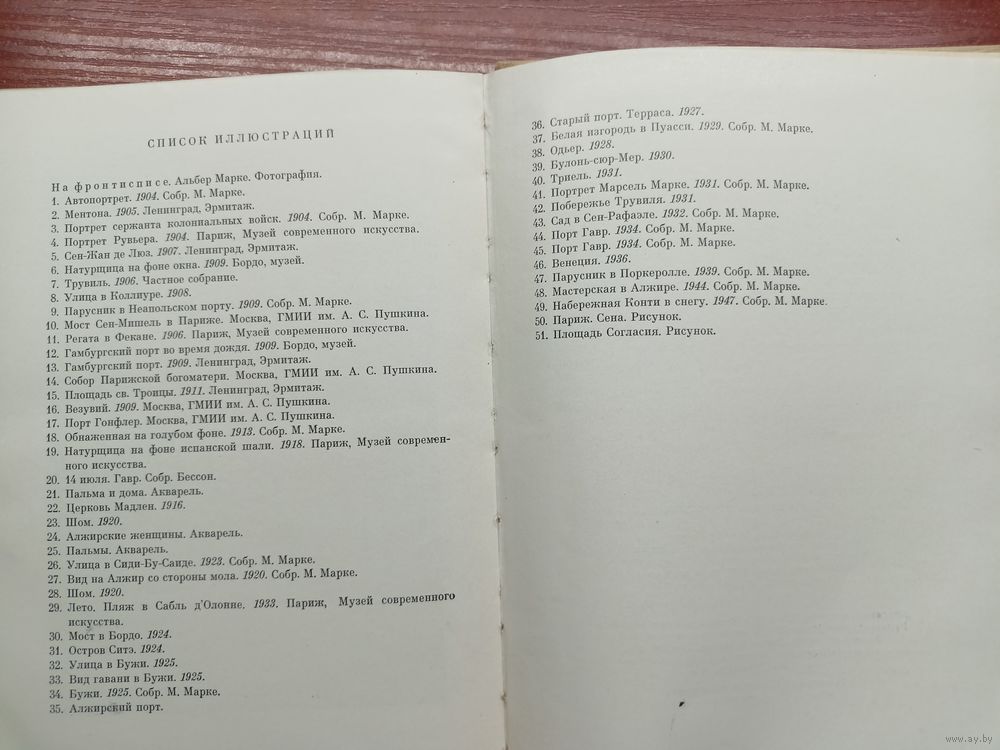 СПИСОК ИЛЛЮСТРАЦИЙ
На фронтисписе. Альбер Марке. Фотография.
1. Автопортрет. 1904. Собр. М. Марке.
2. Ментона. 1905. Ленинград, Эрмитаж.
3. Портрет сержанта колониальных войск. 1904. Собр. М. Марке.
4. Портрет Рувьера. 1904. Париж, Музей современного искусства.
5. Сен-Жан де Люз. 1907. Ленинград, Эрмитаж.
6. Натурщица на фоне окна. 1909. Бордо, музей.
7. Трувиль. 1906. Частное собрание.
8. Улица в Коллиуре. 1908.
9. Парусник в Неапольском порту. 1909. Собр. М. Марке.
10. Мост Сен-Мишель в Париже. Москва, ГМИИ им. А. С. Пушкина.
11. Регата в Фекане. 1906. Париж, Музей современного искусства.
12. Гамбургский порт во время дождя. 1909. Бордо, музей.
13. Гамбургский порт. 1909. Ленинград, Эрмитаж.
14. Собор Парижской богоматери. Москва, ГМИИ им. А. С. Пушкина.
15. Площадь св. Троицы. 1911. Ленинград, Эрмитаж.
16. Везувий. 1909. Москва, ГМИИ им. А. С. Пушкина.
17. Порт Гонфлер. Москва, ГМИИ им. А. С. Пушкина.
18. Обнаженная на голубом фоне. 1913. Собр. М. Марке.
19. Натурщица на фоне испанской шали. 1918. Париж, Музей современ-
ного искусства.
20. 14 июля. Гавр. Собр. Бессон.
21. Пальма и дома. Акварель.
22. Церковь Мадлен. 1916.
23. Шом. 1920.
24. Алжирские женщины. Акварель.
25. Пальмы. Акварель.
26. Улица в Сиди-Бу-Саиде. 1923. Собр. М. Марке.
27. Вид на Алжир со стороны мола. 1920. Собр. М. Марке.
28. Шом. 1920.
29. Лето. Пляж в Сабль д'Олонне. 1933. Париж, Музей современного
искусства.
30. Мост в Бордо. 1924.
31. Остров Ситэ. 1924.
32. Улица в Бужи. 1925.
33. Вид гавани в Бужи. 1925.
34. Бужи. 1925. Собр. М. Марке.
35. Алжирский порт.
36. Старый порт. Терраса. 1927.
37. Белая изгородь в Пуасси. 1929. Собр. М. Марке.
38. Одьер. 1928.
39. Булонь-сюр-Мер. 1930.
40. Триель. 1931.
41. Портрет Марсель Марке. 1931. Собр. М. Марке.
42. Побережье Трувиля. 1931.
43. Сад в Сен-Рафаэле. 1932. Собр. М. Марке.
44. Порт Гавр. 1934. Собр. М. Марке.
45. Порт Гавр. 1934. Собр. М. Марке.
46. Венеция. 1936.
47. Парусник в Поркеролле. 1939. Собр. М. Марке.
48. Мастерская в Алжире. 1944. Собр. М. Марке.
49. Набережная Конти в снегу. 1947. Собр. М. Марке.
50. Париж. Сена. Рисунок.
51. Площадь Согласия. Рисунок.
www.ay.by